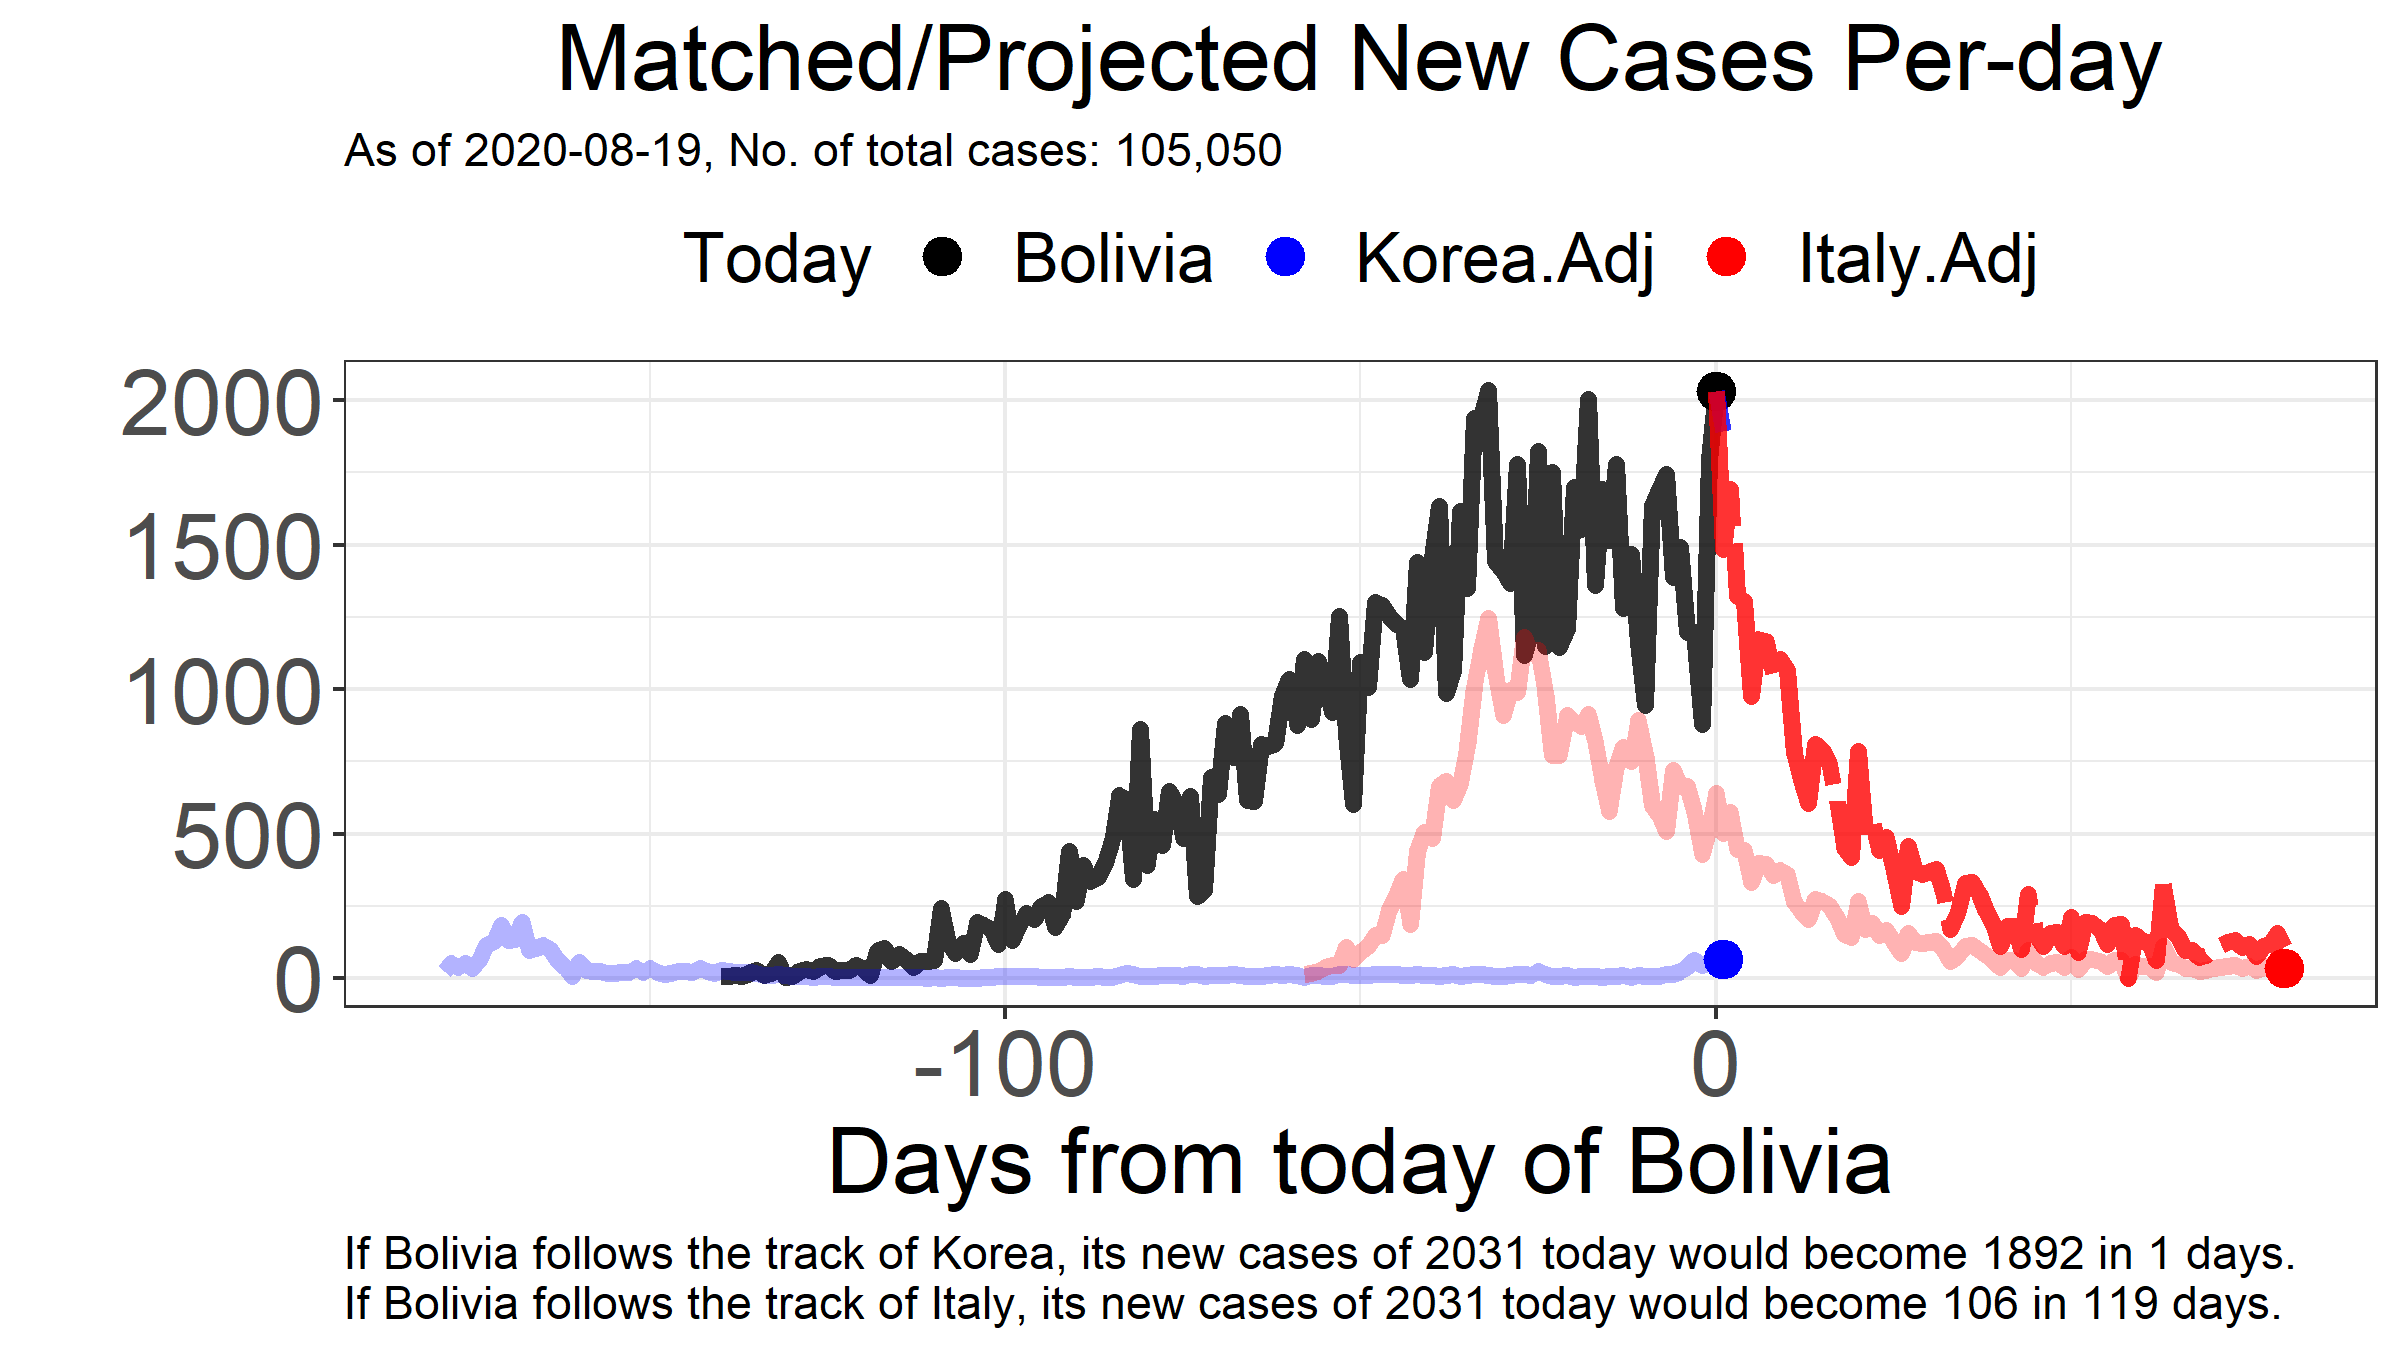 Matched/Projected New Cases Per-day
As of 2020-08-19, No. of total cases: 105,050
Today Bolivia Korea.Adj Italy.Adj
2000
1500
1000
500
0
-100 0
Days from today of Bolivia
If Bolivia follows the track of Korea, its new cases of 2031 today would become 1892 in 1 days.
If Bolivia follows the track of Italy, its new cases of 2031 today would become 106 in 119 days.